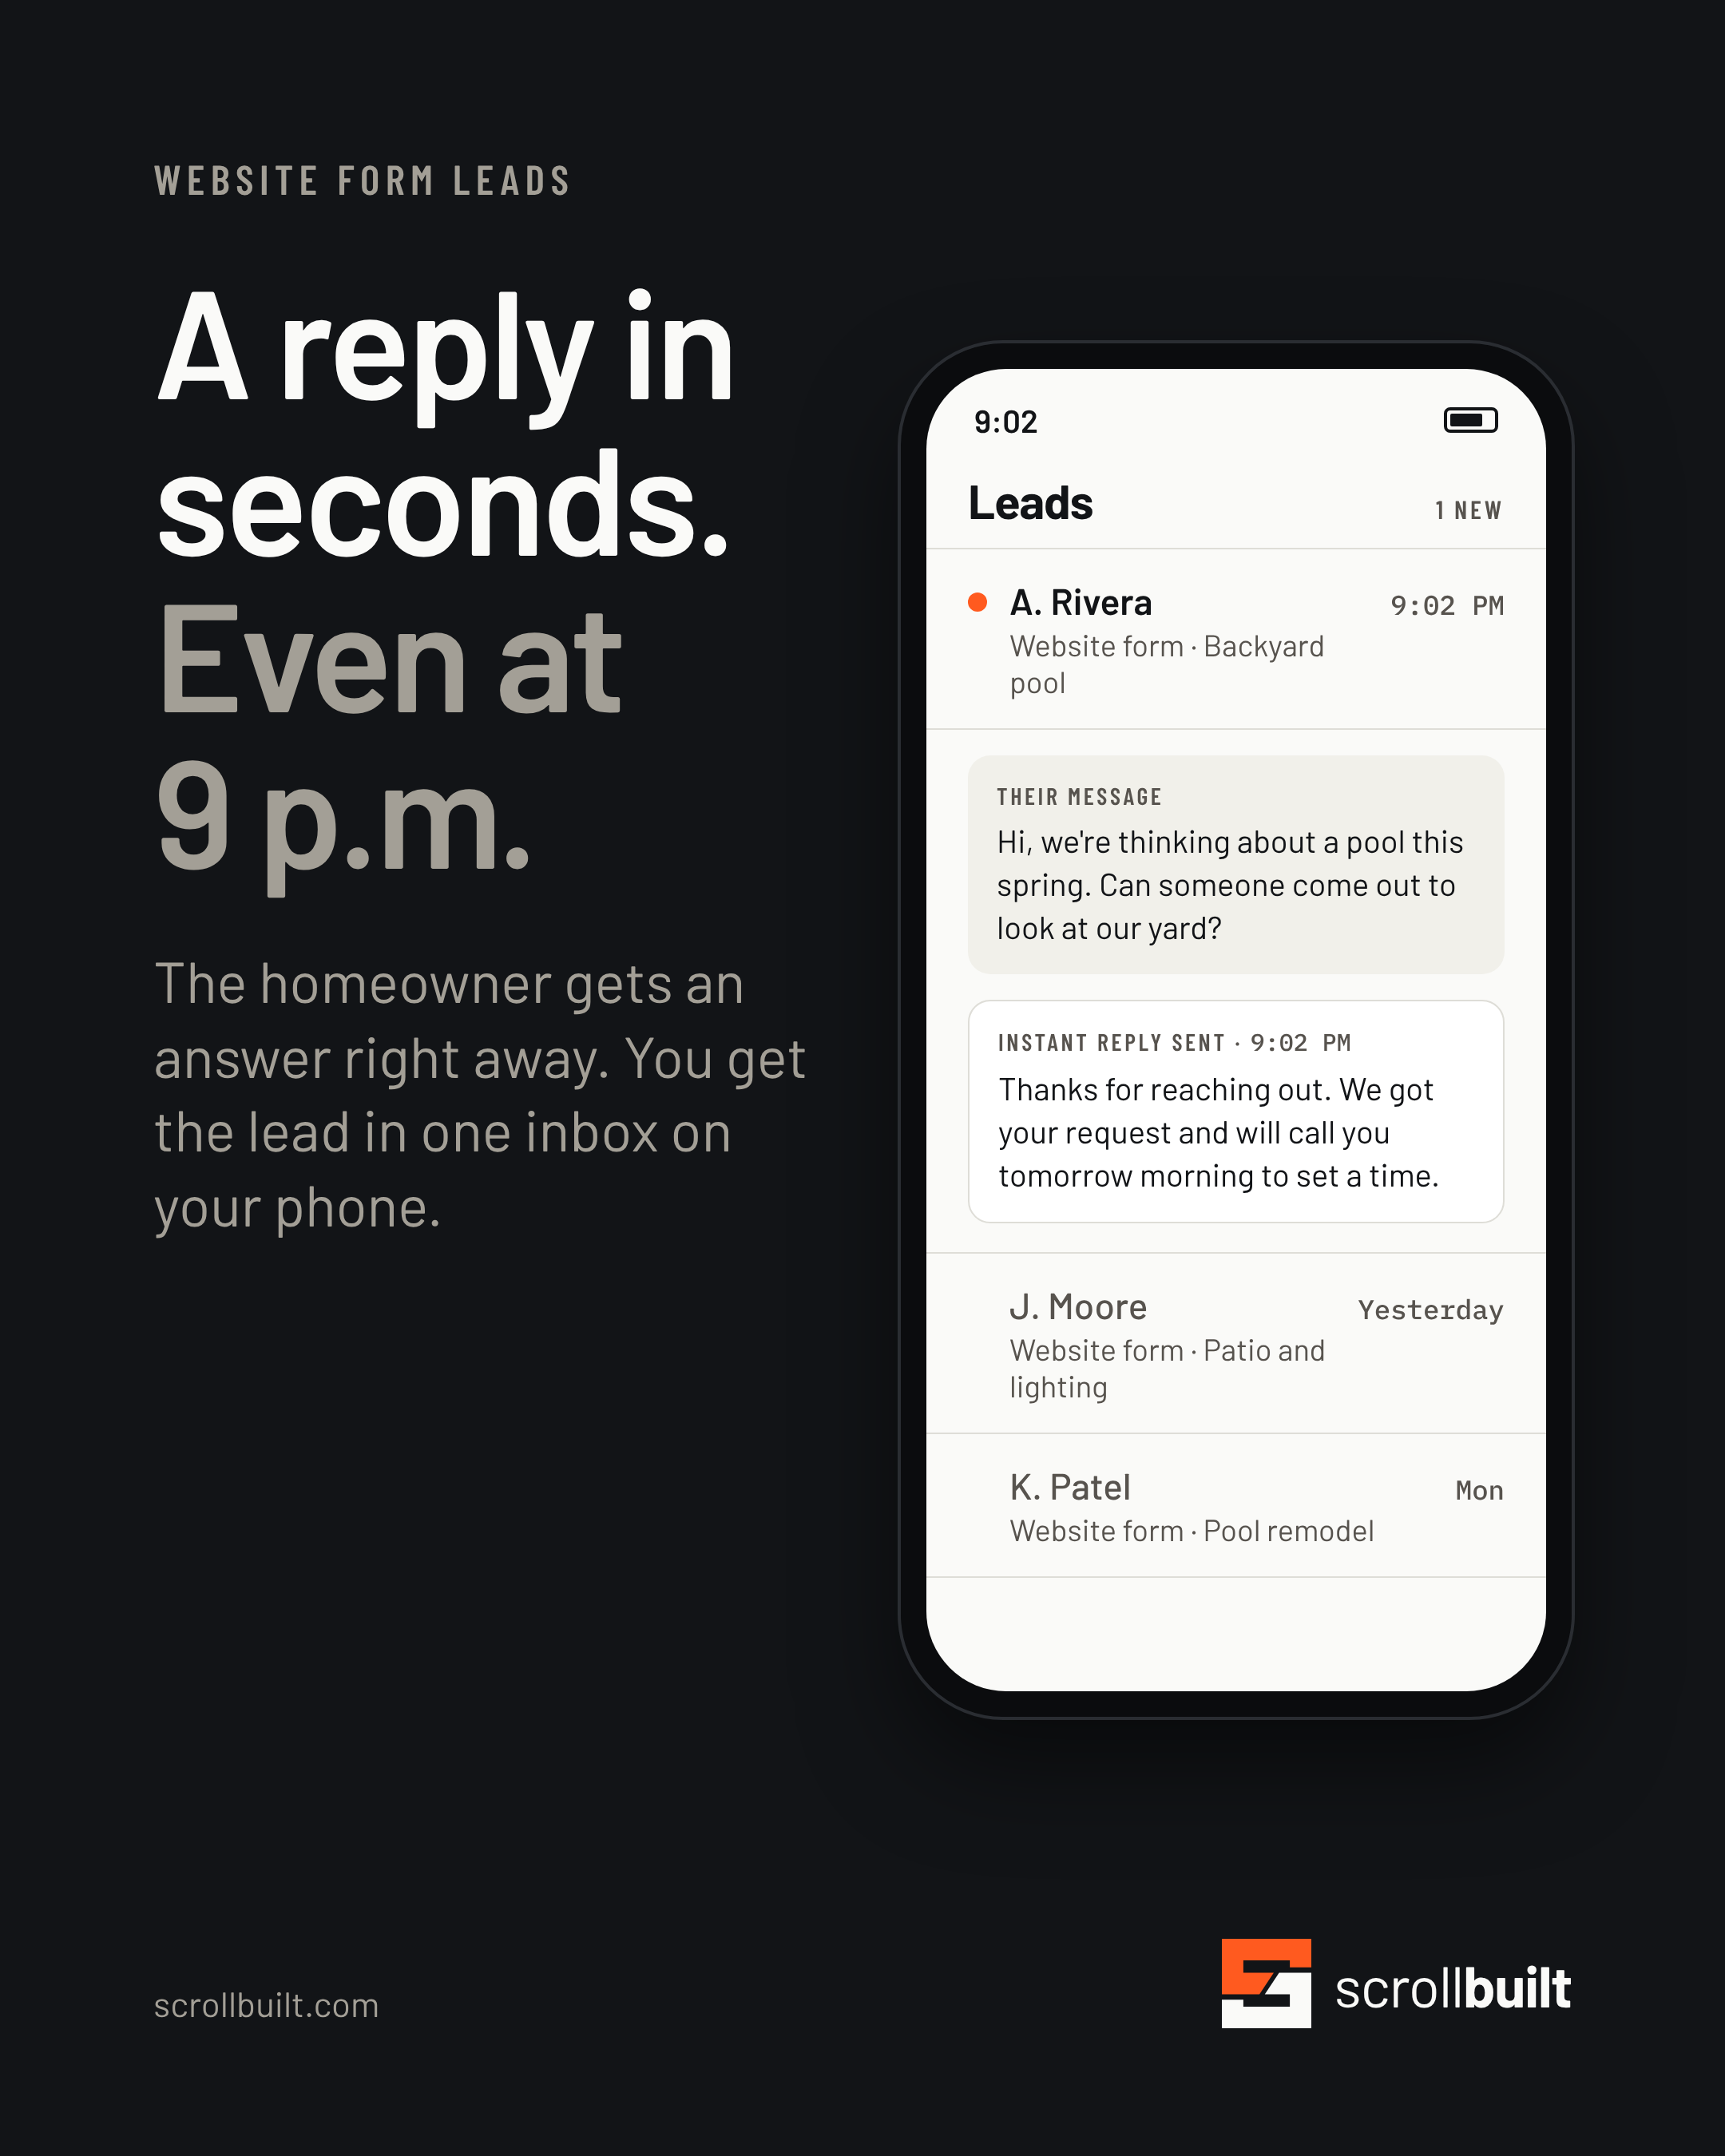 WEBSITE FORM LEADS
A reply in
seconds.
Even at
9 p.m.
The homeowner gets an
answer right away. You get
the lead in one inbox on
your phone.
9:02
Leads
1 NEW
A. Rivera
9:02 PM
Website form · Backyard
pool
THEIR MESSAGE
Hi, we're thinking about a pool this
spring. Can someone come out to
look at our yard?
INSTANT REPLY SENT · 9:02 PM
Thanks for reaching out. We got
your request and will call you
tomorrow morning to set a time.
J. Moore
Yesterday
Website form · Patio and
lighting
K. Patel
Mon
Website form · Pool remodel
scrollbuilt.com
scrollbuilt